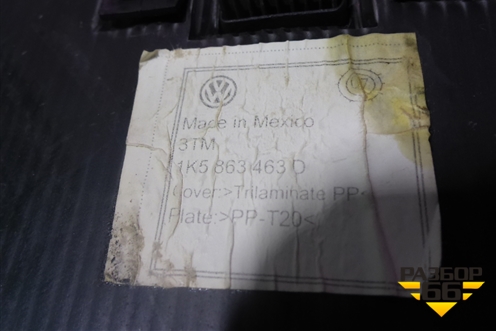 Made in Mexico
3TM
1K5 863 463 D
Cover:>Trilaminate PP<
Plate:>PP-T20<
РАЗБОР
66